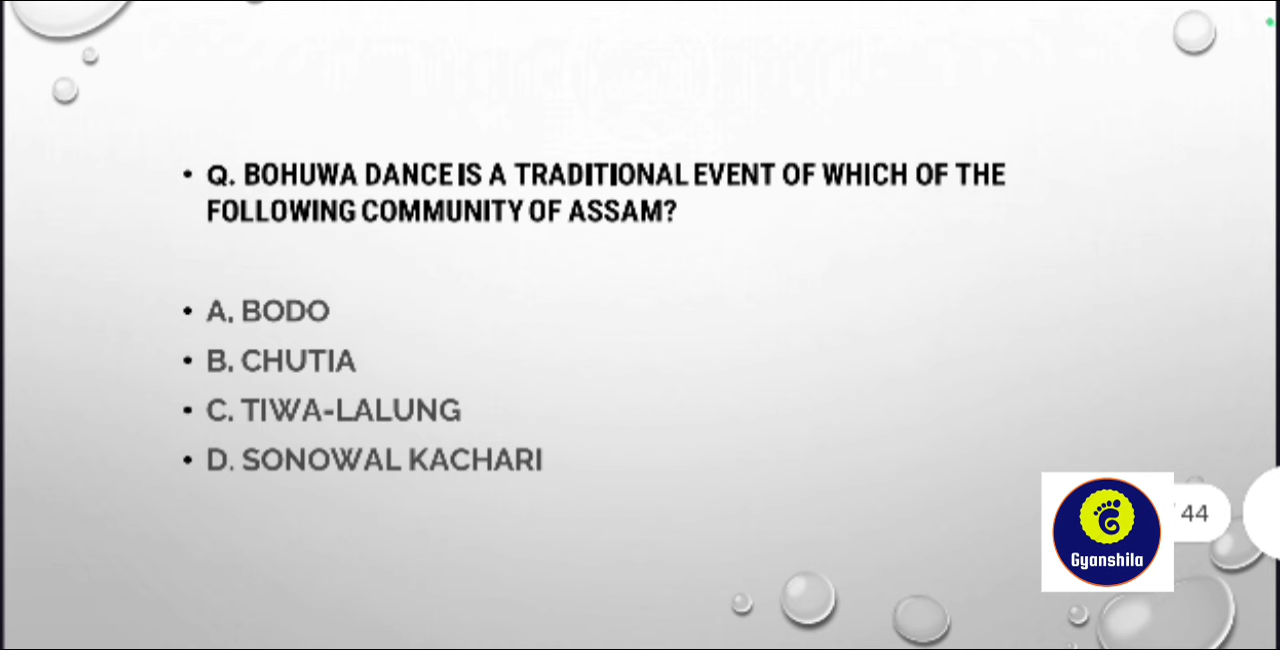 • Q. BOHUWA DANCE IS A TRADITIONAL EVENT OF WHICH OF THE
FOLLOWING COMMUNITY OF ASSAM?
• A. BODO
• B. CHUTIA
• C. TIWA-LALUNG
• D. SONOWAL KACHARI
/ 44
Gyanshila